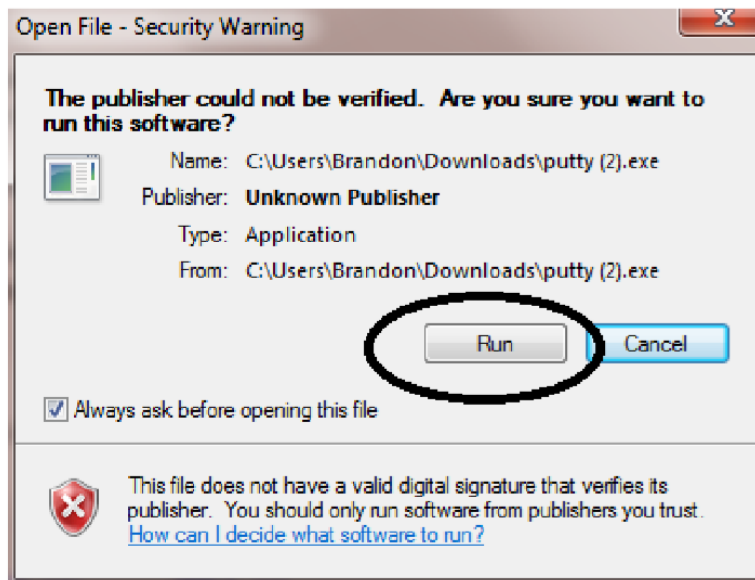 Open File - Security Warning
The publisher could not be verified. Are you sure you want to
run this software?
Name: C:\Users\Brandon\Downloads\putty (2).exe
Publisher: Unknown Publisher
Type: Application
From: C:\Users\Brandon\Downloads\putty (2).exe
Run Cancel
Always ask before opening this file
This file does not have a valid digital signature that verifies its
publisher. You should only run software from publishers you trust.
How can I decide what software to run?